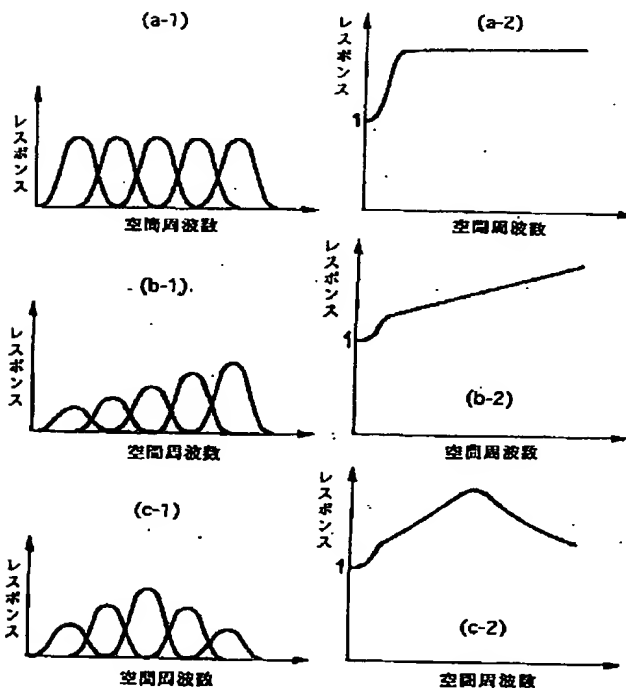 (a-1)
レスポンス
空間周波数
(a-2)
レスポンス
1
空間周波数
(b-1)
レスポンス
空間周波数
レスポンス
1
(b-2)
空間周波数
(c-1)
レスポンス
空間周波数
レスポンス
1
(c-2)
空間周波数